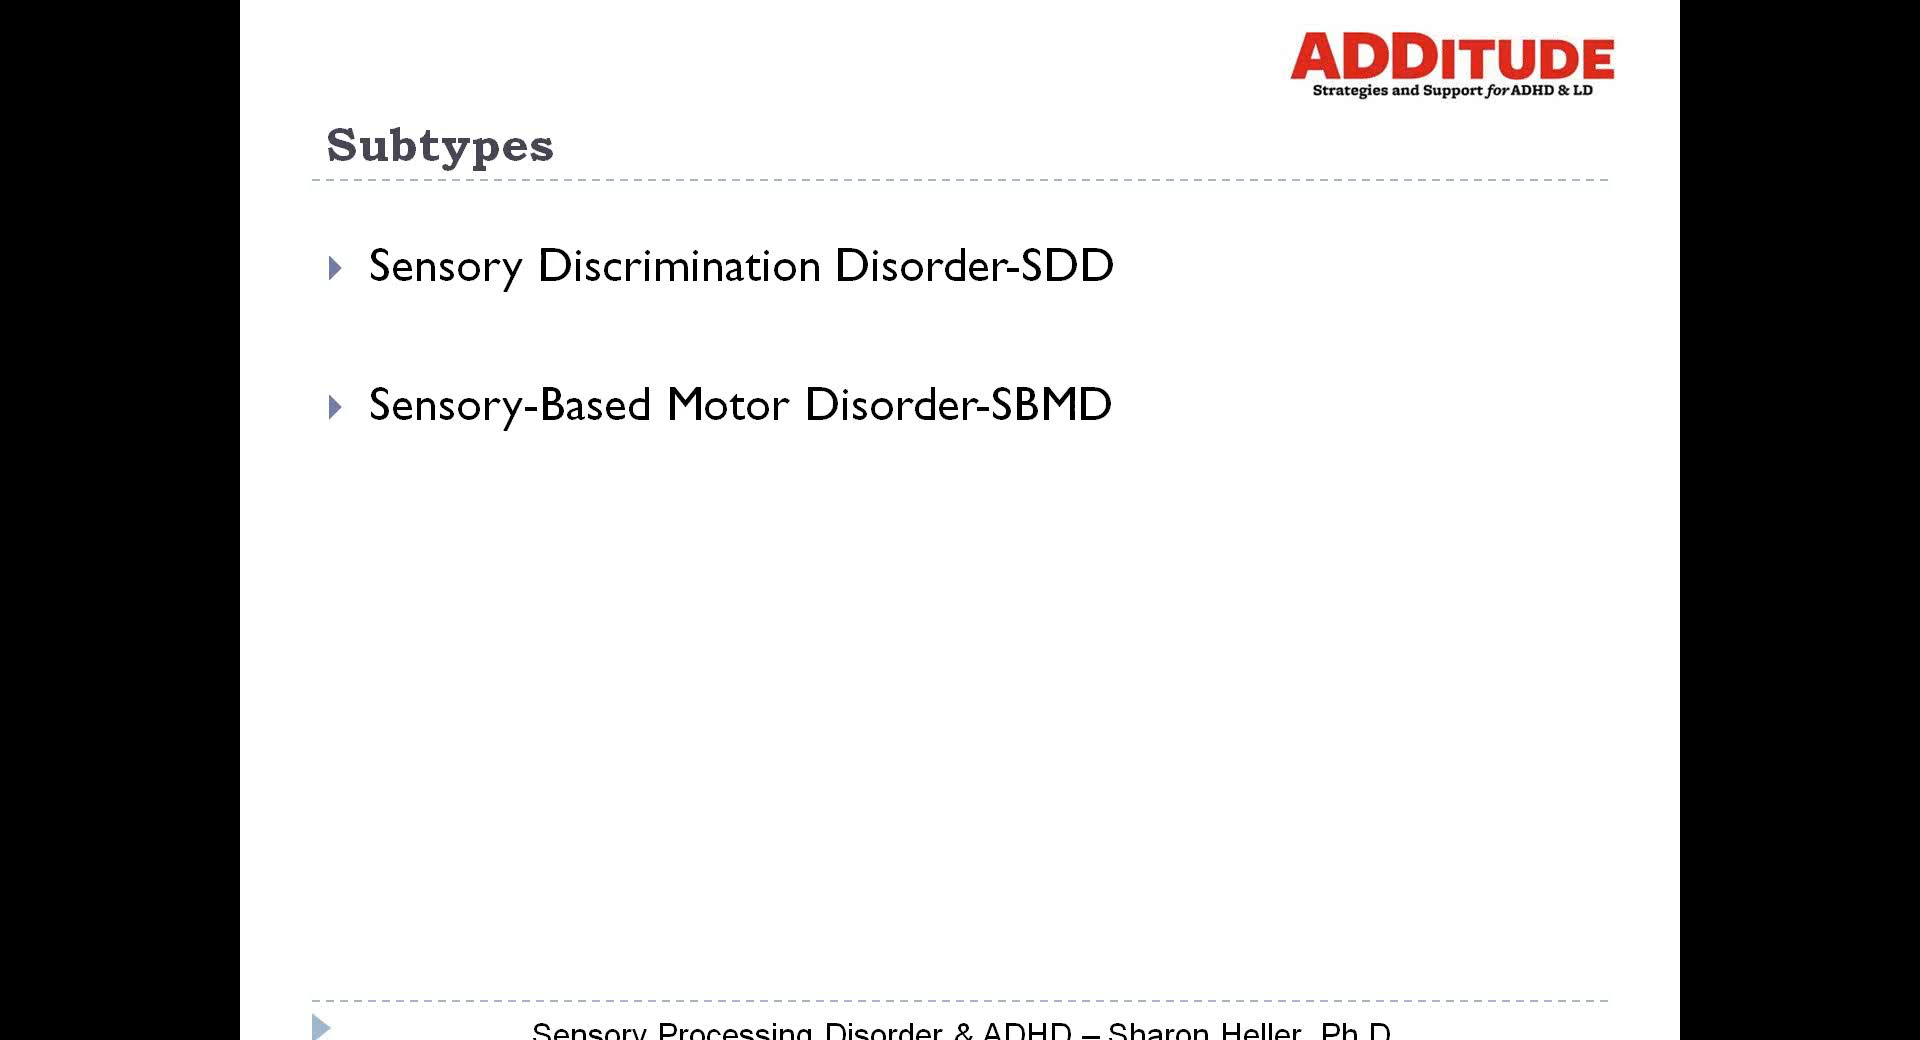 ADDITUDE
Strategies and Support for ADHD & LD
Subtypes
Sensory Discrimination Disorder-SDD
Sensory-Based Motor Disorder-SBMD
Sensory Processing Disorder & ADHD – Sharon Heller, Ph.D.